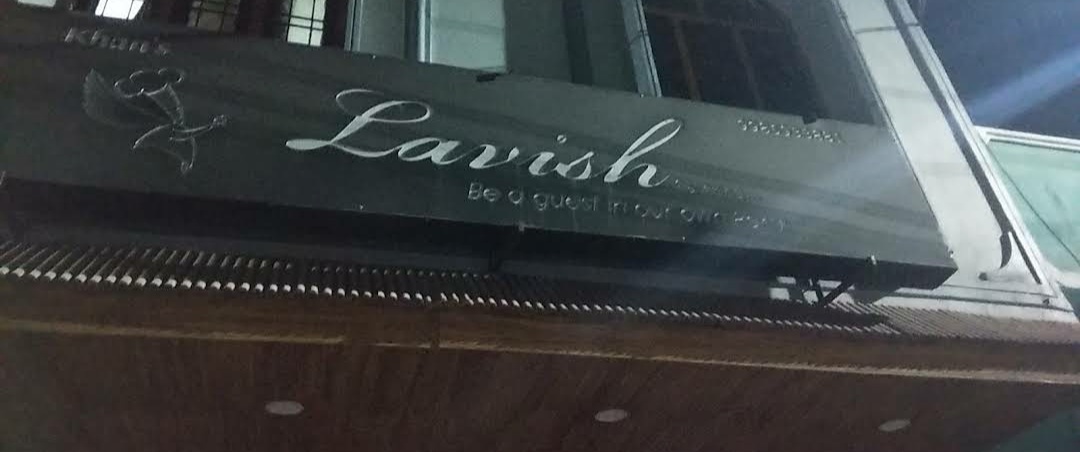 Khan's
Lavish
Be a guest in our own